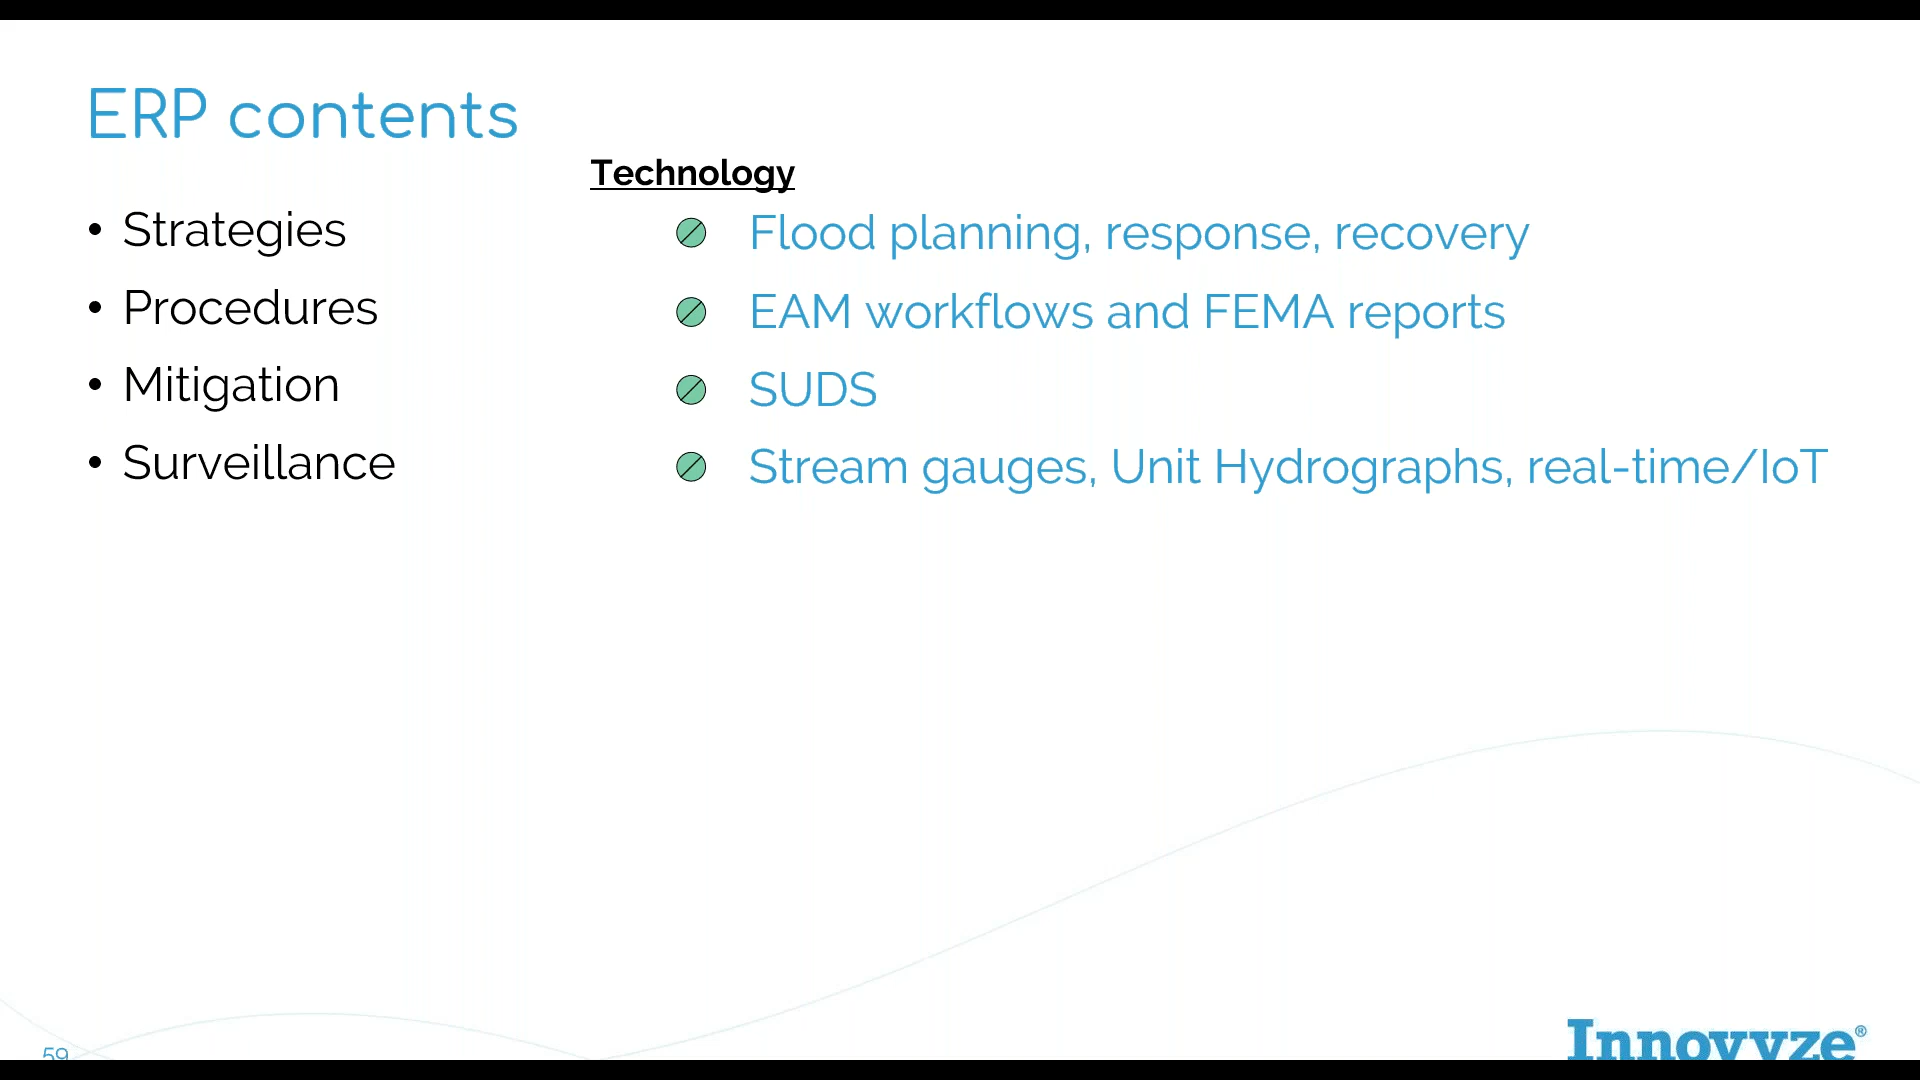 ERP contents
Technology
• Strategies
Flood planning, response, recovery
• Procedures
EAM workflows and FEMA reports
• Mitigation
SUDS
• Surveillance
Stream gauges, Unit Hydrographs, real-time/IoT
59
Innovyze®